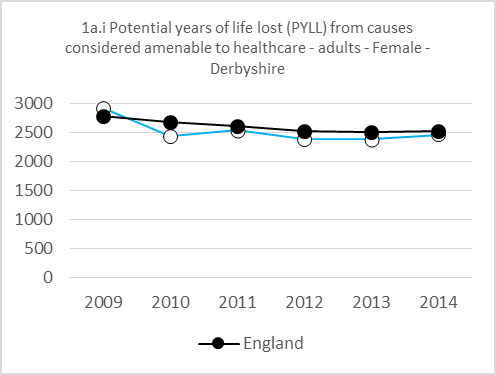 1a.i Potential years of life lost (PYLL) from causes
considered amenable to healthcare - adults - Female -
Derbyshire
3000
2500
2000
1500
1000
500
0
2009 2010 2011 2012 2013 2014
England